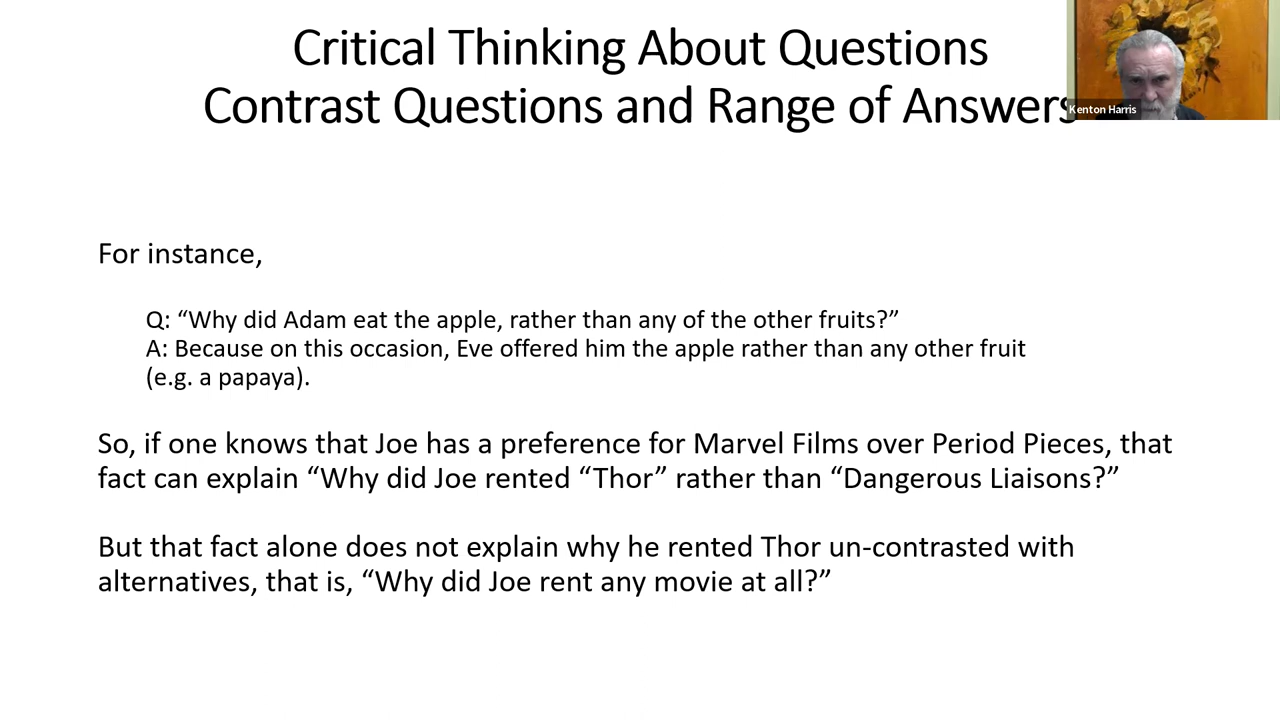 Critical Thinking About Questions
Contrast Questions and Range of Answers
Kenton Harris
For instance,
Q: “Why did Adam eat the apple, rather than any of the other fruits?”
A: Because on this occasion, Eve offered him the apple rather than any other fruit
(e.g. a papaya).
So, if one knows that Joe has a preference for Marvel Films over Period Pieces, that
fact can explain “Why did Joe rented “Thor” rather than “Dangerous Liaisons?”
But that fact alone does not explain why he rented Thor un-contrasted with
alternatives, that is, “Why did Joe rent any movie at all?”